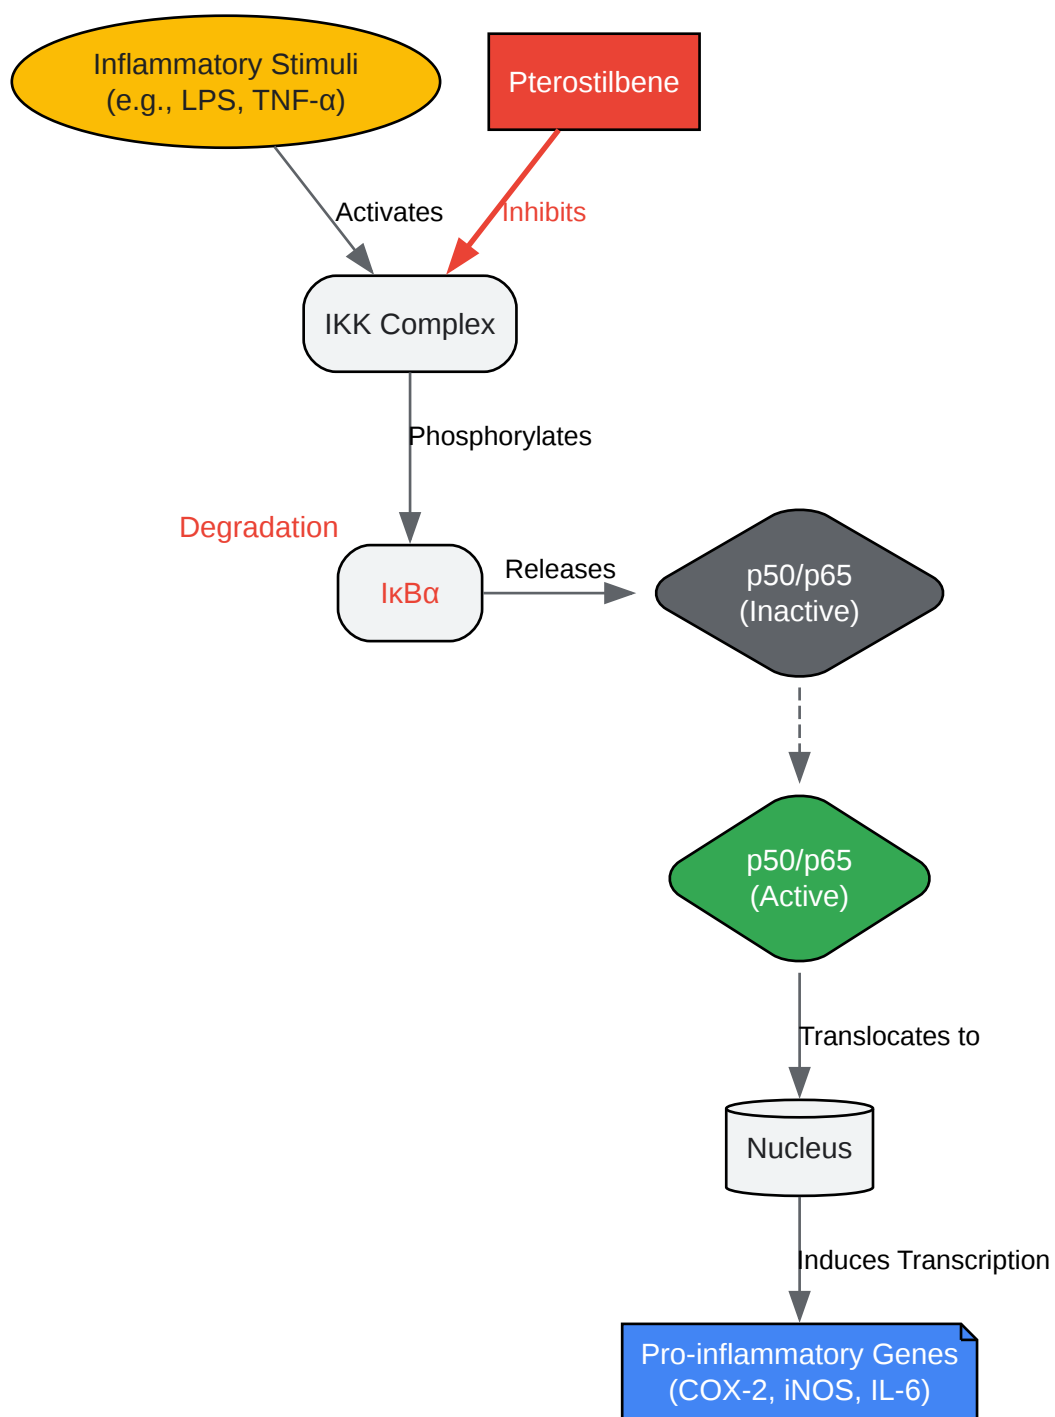 Inflammatory Stimuli
(e.g., LPS, TNF-α)
Pterostilbene
Activates
Inhibits
IKK Complex
Phosphorylates
Degradation
IκBα
Releases
p50/p65
(Inactive)
p50/p65
(Active)
Translocates to
Nucleus
Induces Transcription
Pro-inflammatory Genes
(COX-2, iNOS, IL-6)